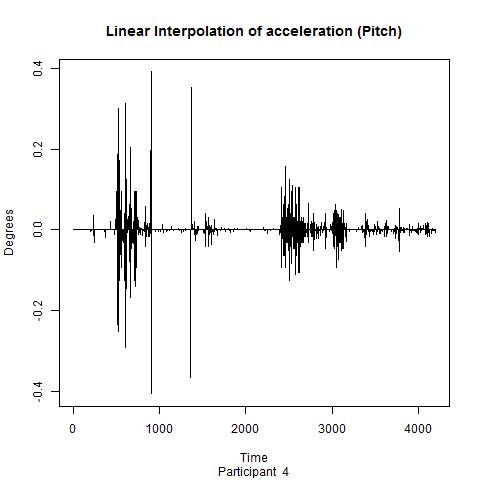 Linear Interpolation of acceleration (Pitch)
0.4
0.2
0.0
-0.2
-0.4
Degrees
0 1000 2000 3000 4000
Time
Participant 4